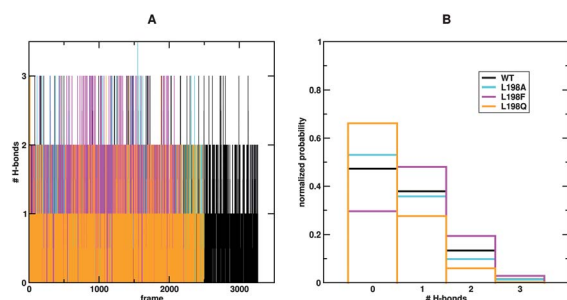 A
# H-bonds
3
2
1
0
0
1000
2000
3000
frame
B
normalized probability
1
0.8
0.6
0.4
0.2
0
WT
L198A
L198F
L198Q
0
1
2
3
# H-bonds